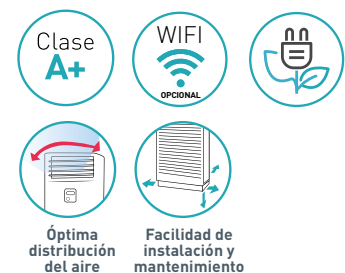 Clase
A+
WIFI
OPCIONAL
Óptima
distribución
del aire
Facilidad de
instalación y
mantenimiento